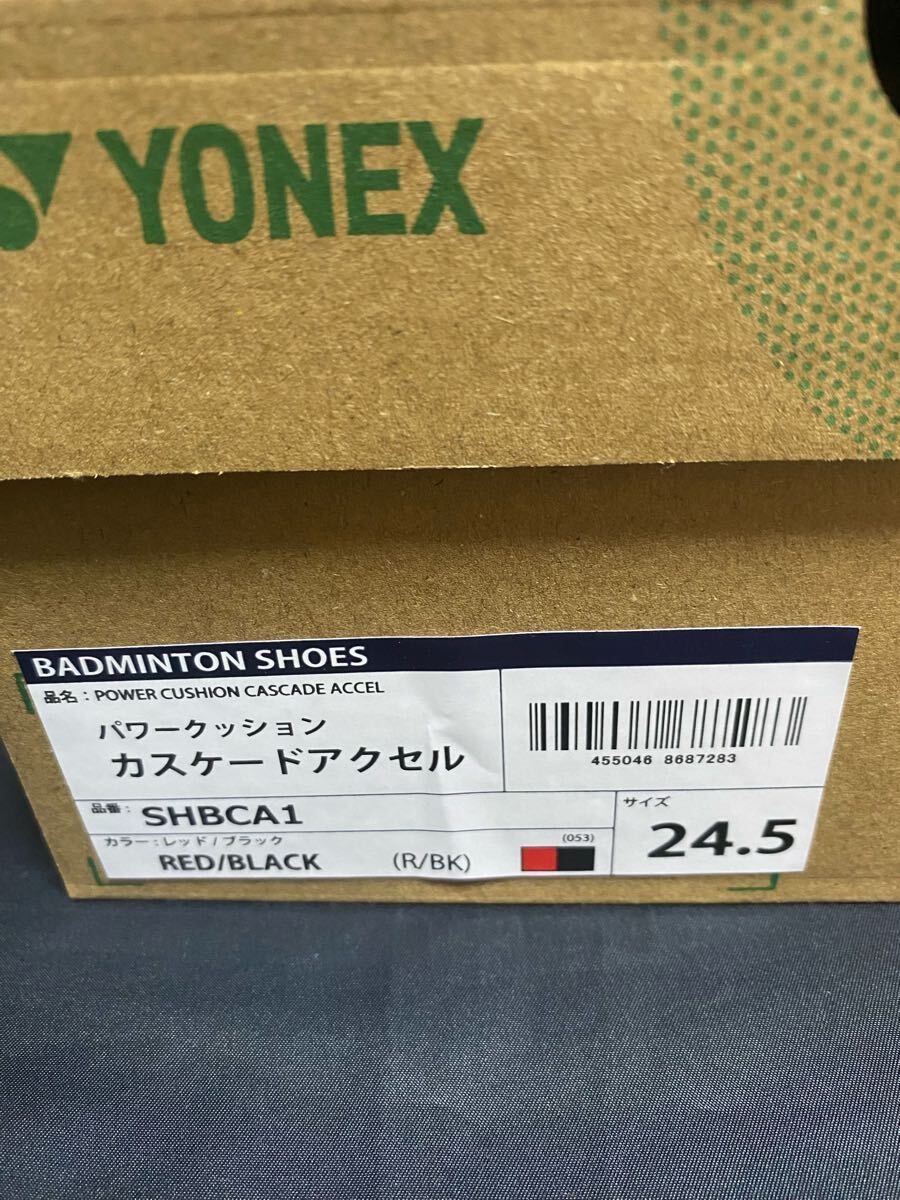 YONEX
BADMINTON SHOES
品名：POWER CUSHION CASCADE ACCEL
パワークッション
カスケードアクセル
455046 8687283
品番：
SHBCA1
サイズ
24.5
カラー：レッド/ブラック
RED/BLACK (R/BK)
(053)